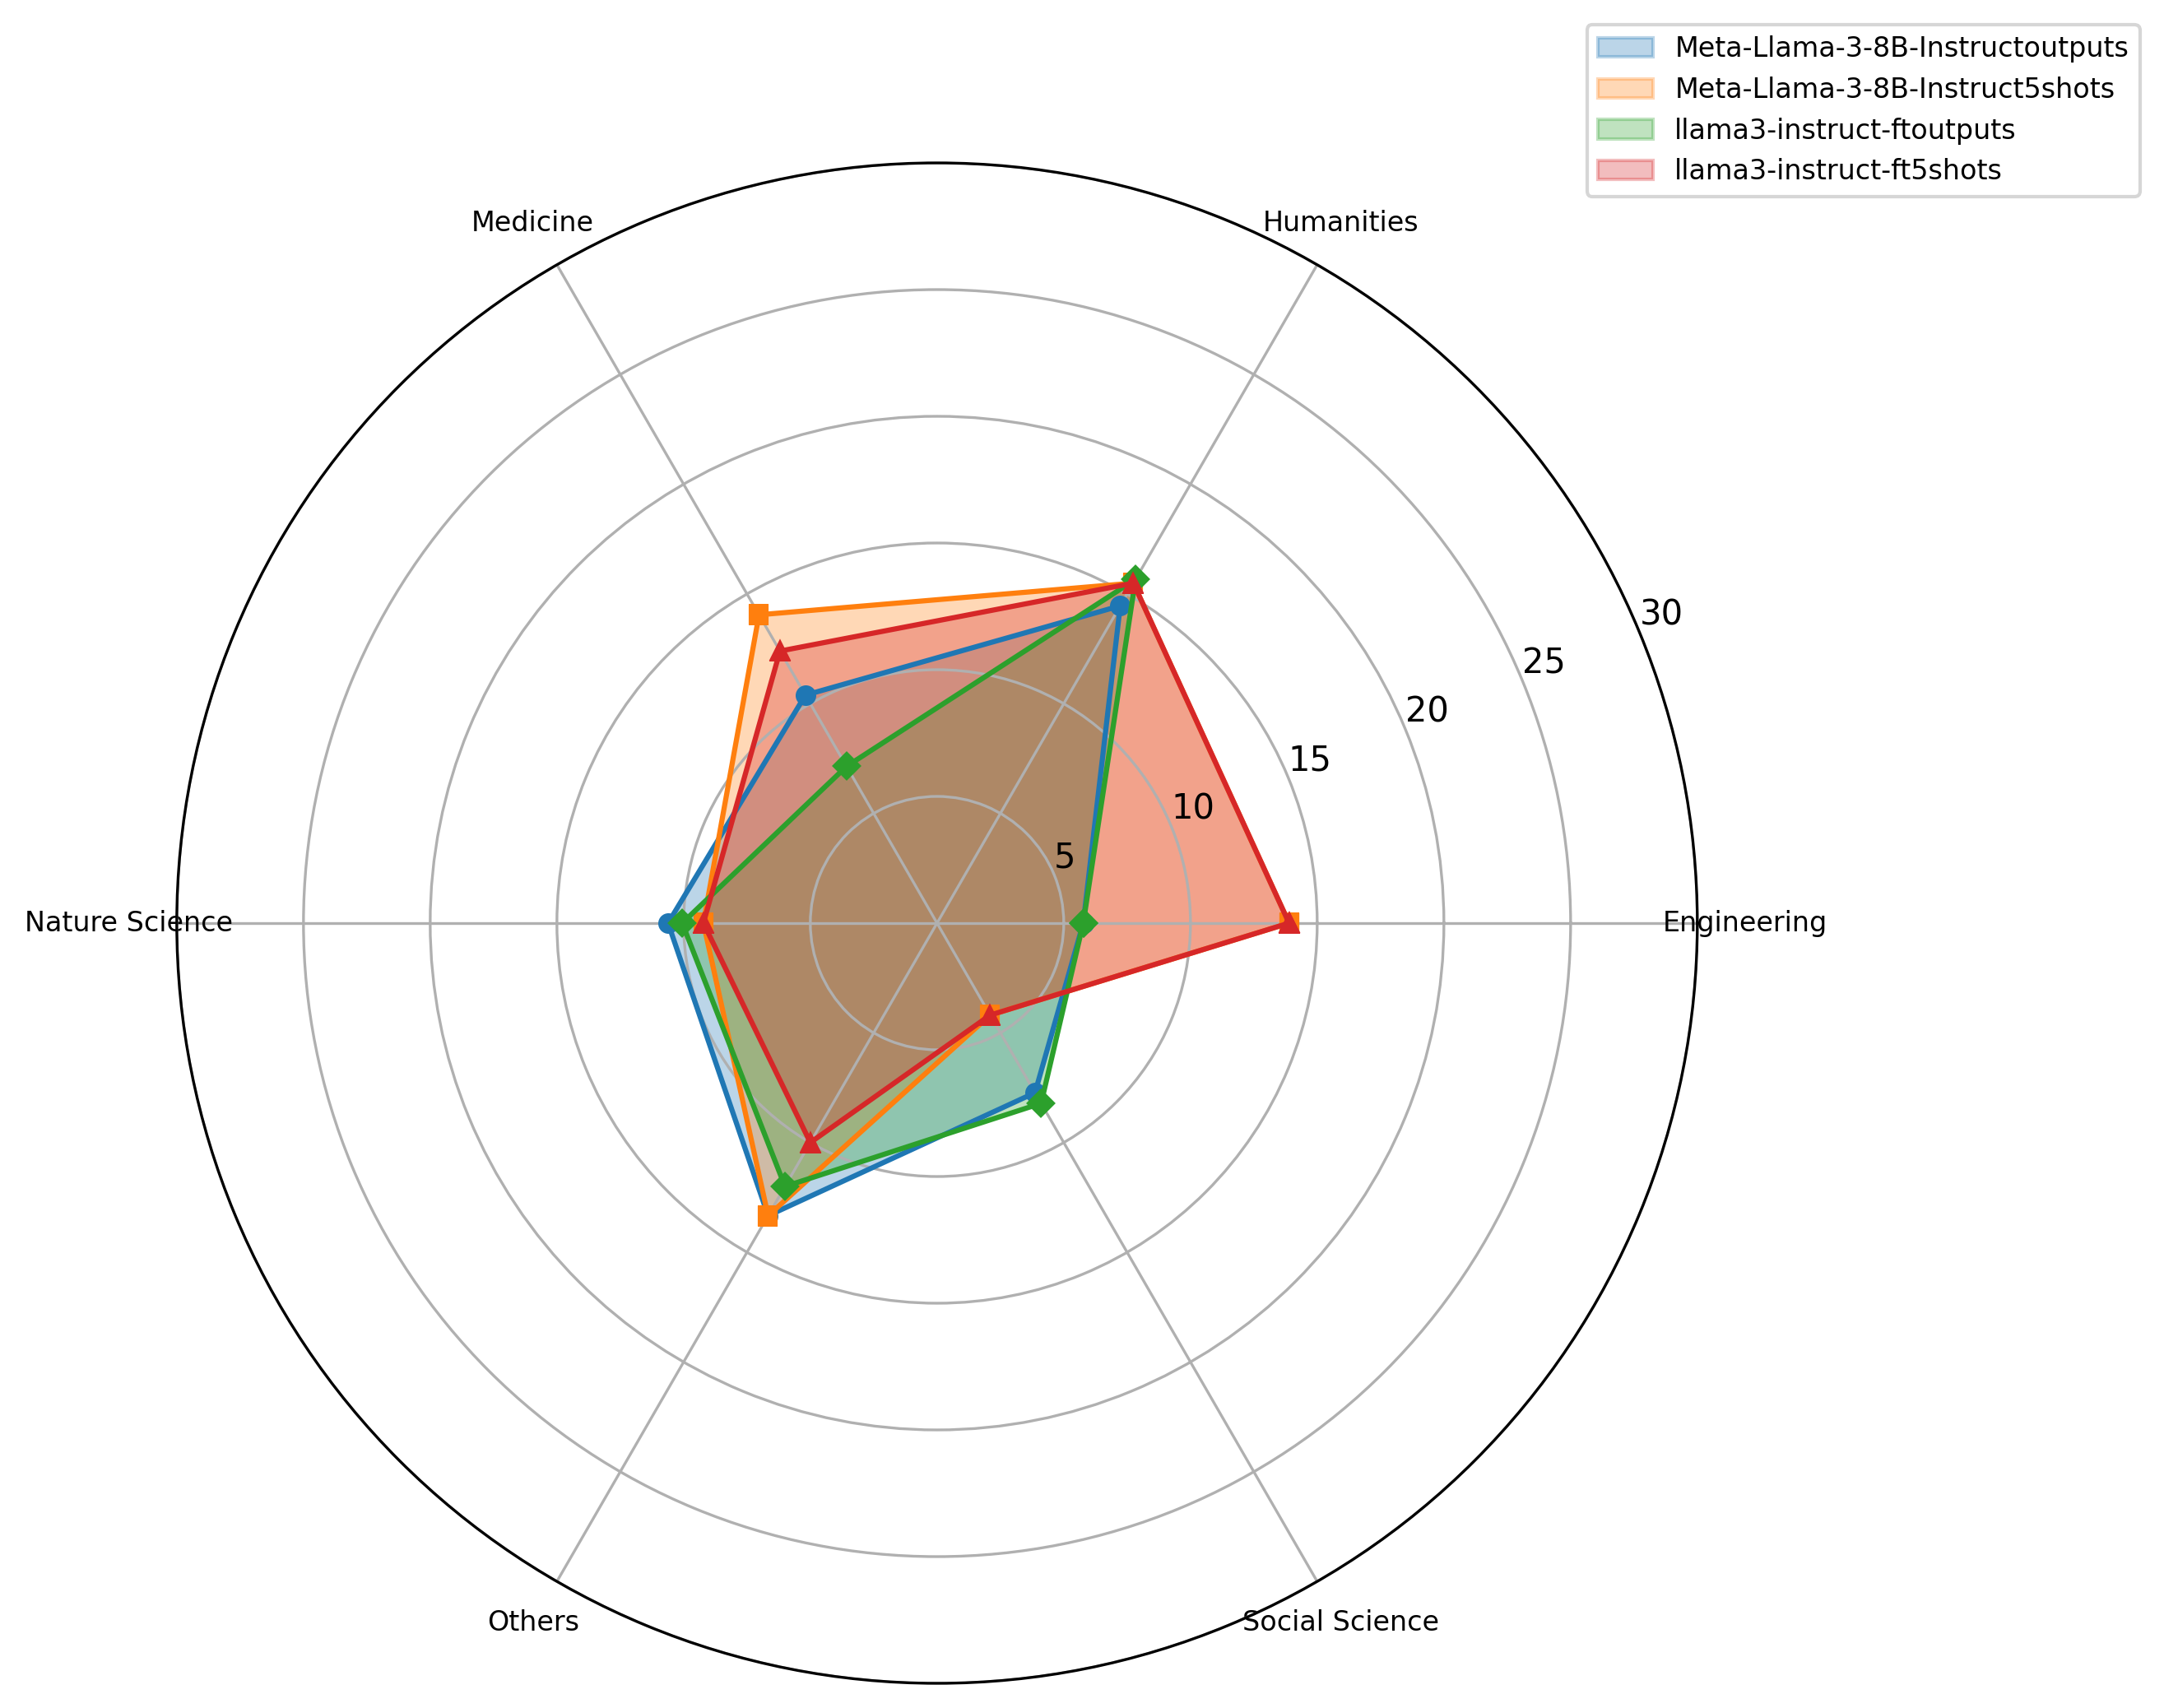 Meta-Llama-3-8B-Instructoutputs
Meta-Llama-3-8B-Instruct5shots
llama3-instruct-ftoutputs
llama3-instruct-ft5shots
Medicine
Humanities
30
25
20
15
10
5
Nature Science
Engineering
Others
Social Science